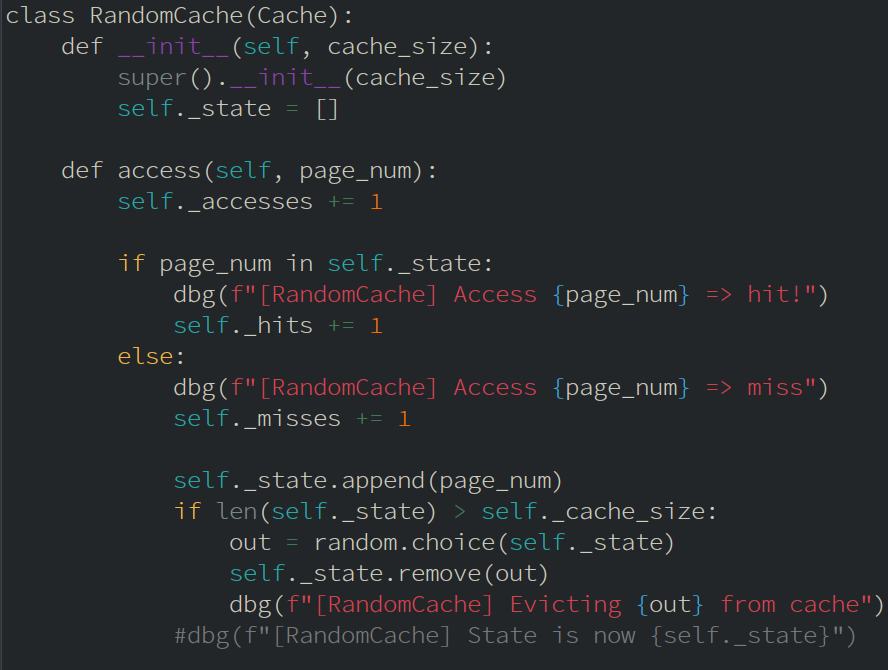 class RandomCache(Cache):
    def __init__(self, cache_size):
        super().__init__(cache_size)
        self._state = []

    def access(self, page_num):
        self._accesses += 1

        if page_num in self._state:
            dbg(f"[RandomCache] Access {page_num} => hit!")
            self._hits += 1
        else:
            dbg(f"[RandomCache] Access {page_num} => miss")
            self._misses += 1

            self._state.append(page_num)
            if len(self._state) > self._cache_size:
                out = random.choice(self._state)
                self._state.remove(out)
                dbg(f"[RandomCache] Evicting {out} from cache")
            #dbg(f"[RandomCache] State is now {self._state}")